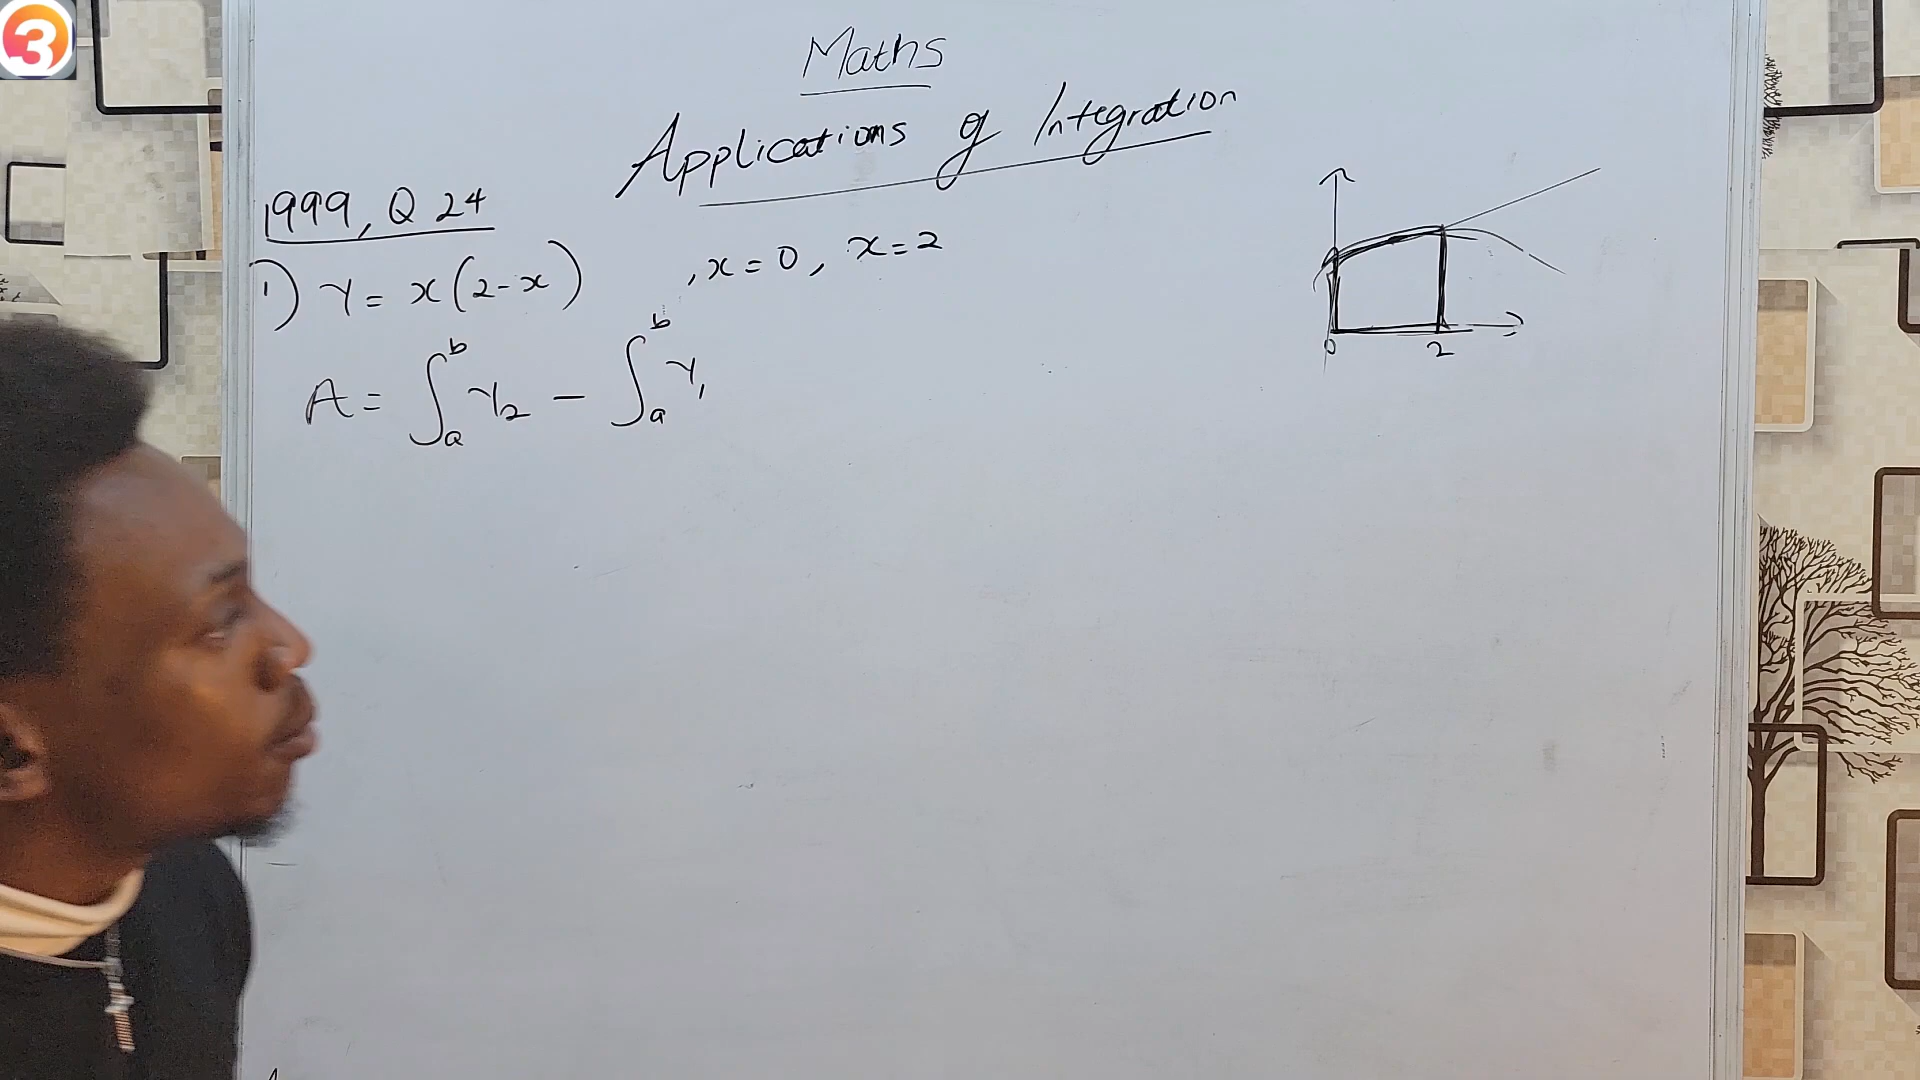 3
Maths
Applications of Integration
1999, Q 24
1) Y = x(2-x) , x = 0, x = 2
A = ∫ₐᵇ Y₂ - ∫ₐᵇ Y₁
0 2